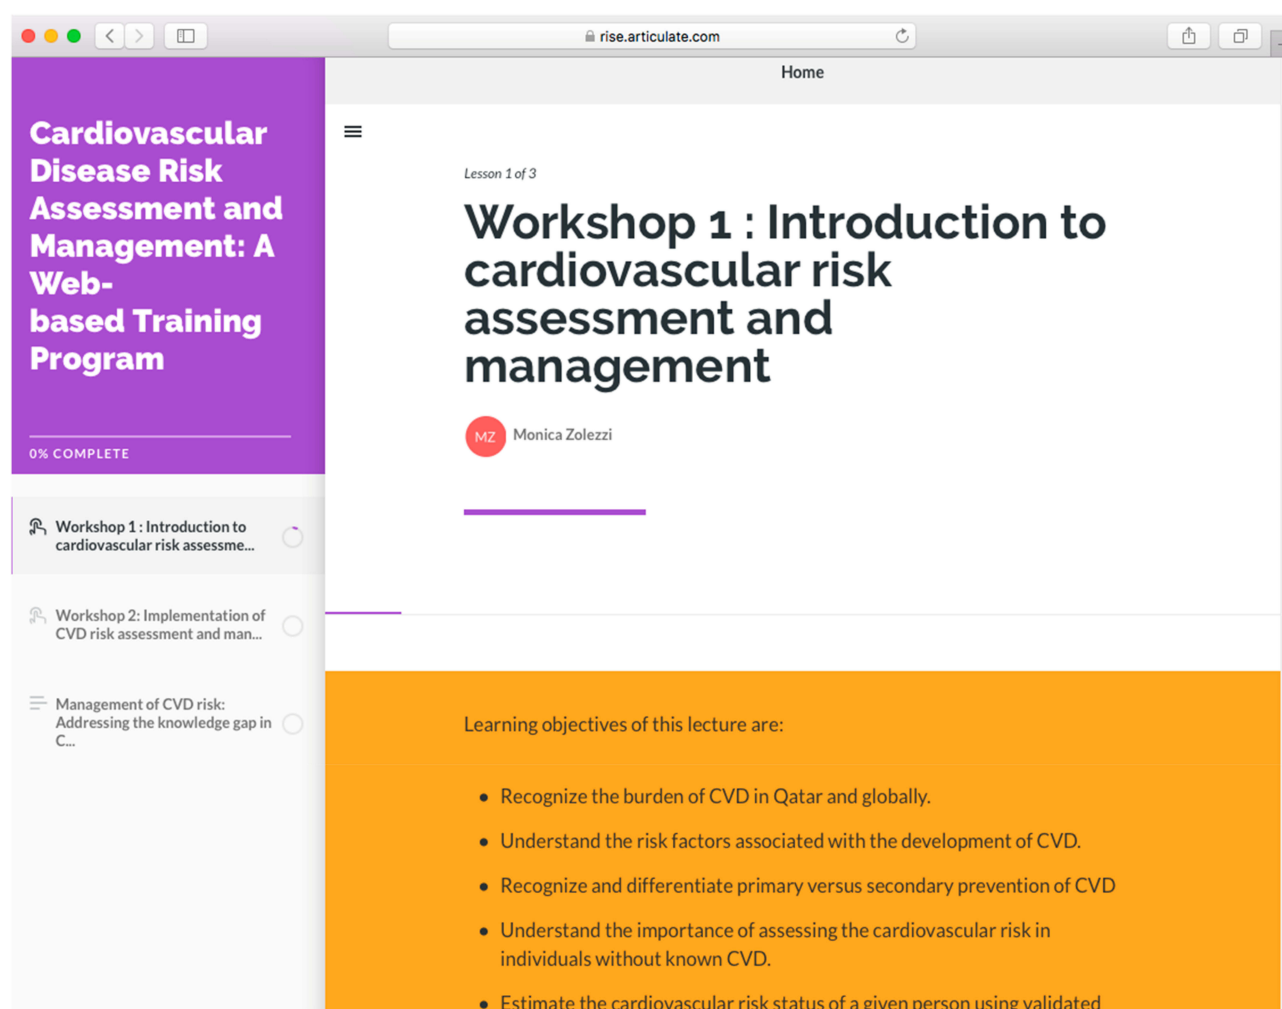 rise.articulate.com
Home
Cardiovascular
Disease Risk
Assessment and
Management: A
Web-
based Training
Program
0% COMPLETE
Workshop 1 : Introduction to
cardiovascular risk assessme...
Workshop 2: Implementation of
CVD risk assessment and man...
Management of CVD risk:
Addressing the knowledge gap in
C...
Lesson 1 of 3
Workshop 1 : Introduction to
cardiovascular risk
assessment and
management
MZ Monica Zolezzi
Learning objectives of this lecture are:
• Recognize the burden of CVD in Qatar and globally.
• Understand the risk factors associated with the development of CVD.
• Recognize and differentiate primary versus secondary prevention of CVD
• Understand the importance of assessing the cardiovascular risk in
individuals without known CVD.
• Estimate the cardiovascular risk status of a given person using validated